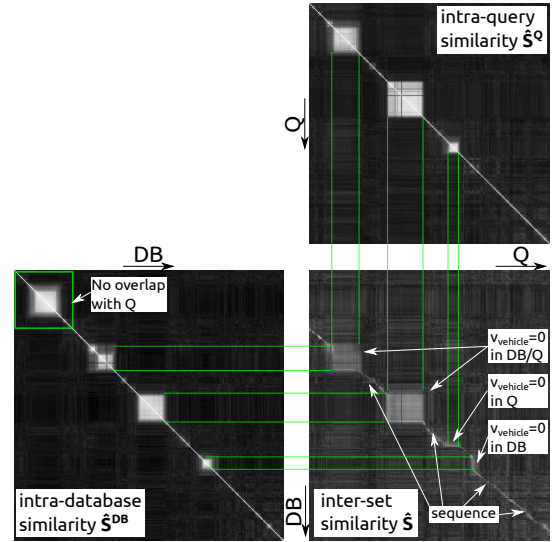 intra-query
similarity Ŝ^Q
Q
DB
Q
No overlap
with Q
v_vehicle=0
in DB/Q
v_vehicle=0
in Q
v_vehicle=0
in DB
intra-database
similarity Ŝ^DB
DB
inter-set
similarity Ŝ
sequence